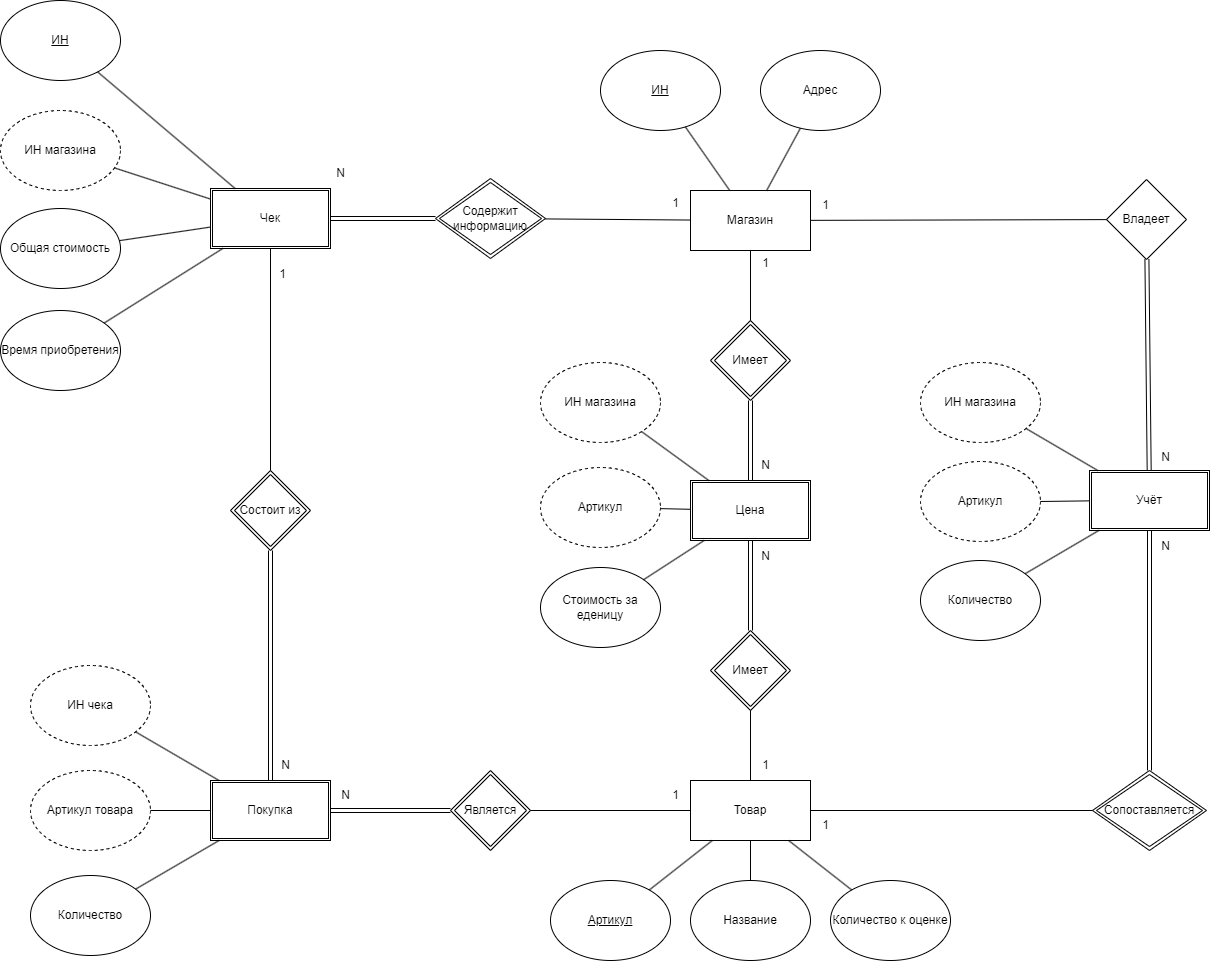 ИН
ИН магазина
Общая стоимость
Время приобретения
Чек
N
1
Содержит
информацию
1
ИН
Адрес
Магазин
1
1
Владеет
N
Имеет
N
ИН магазина
Артикул
Стоимость за
еденицу
Цена
N
Имеет
1
ИН магазина
Артикул
Количество
Учёт
N
Состоит из
N
ИН чека
Артикул товара
Количество
Покупка
N
Является
1
Товар
1
Сопоставляется
Артикул
Название
Количество к оценке